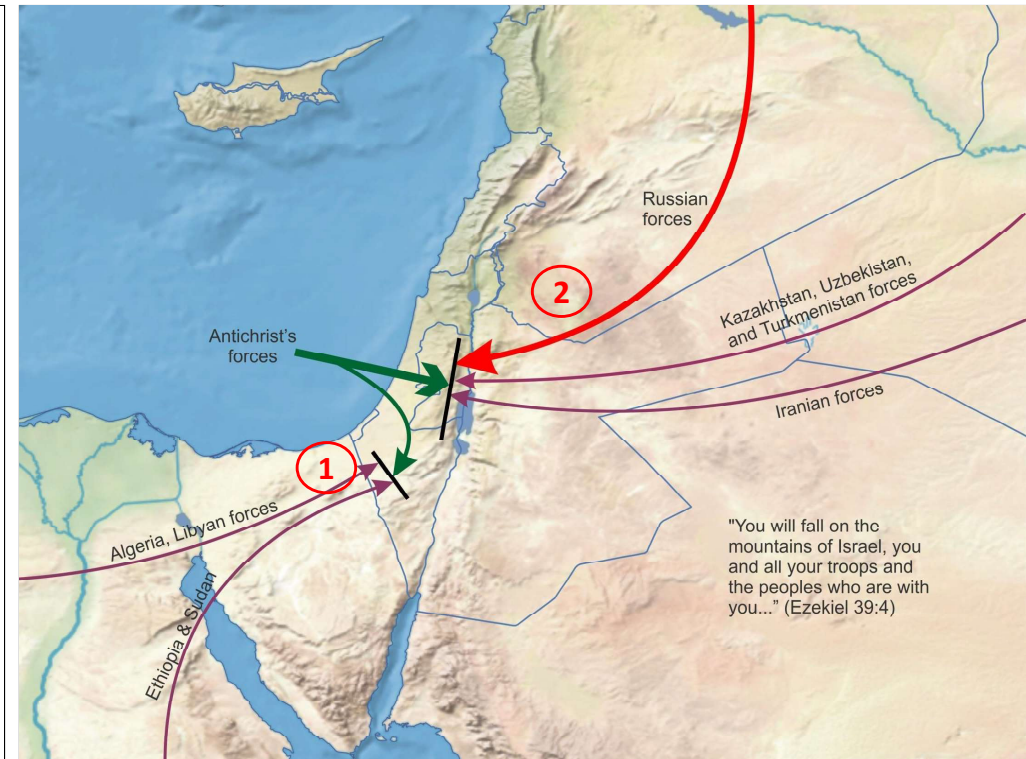 Russian
forces
2
Kazakhstan, Uzbekistan,
and Turkmenistan forces
Antichrist's
forces
Iranian forces
1
Algeria, Libyan forces
Ethiopia & Sudan
"You will fall on the
mountains of Israel, you
and all your troops and
the peoples who are with
you..." (Ezekiel 39:4)